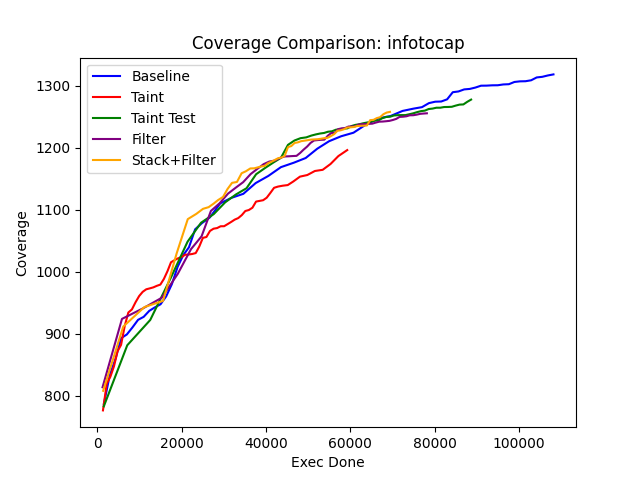 Coverage Comparison: infotocap
Baseline
Taint
Taint Test
Filter
Stack+Filter
1300
1200
1100
1000
900
800
Coverage
0 20000 40000 60000 80000 100000
Exec Done